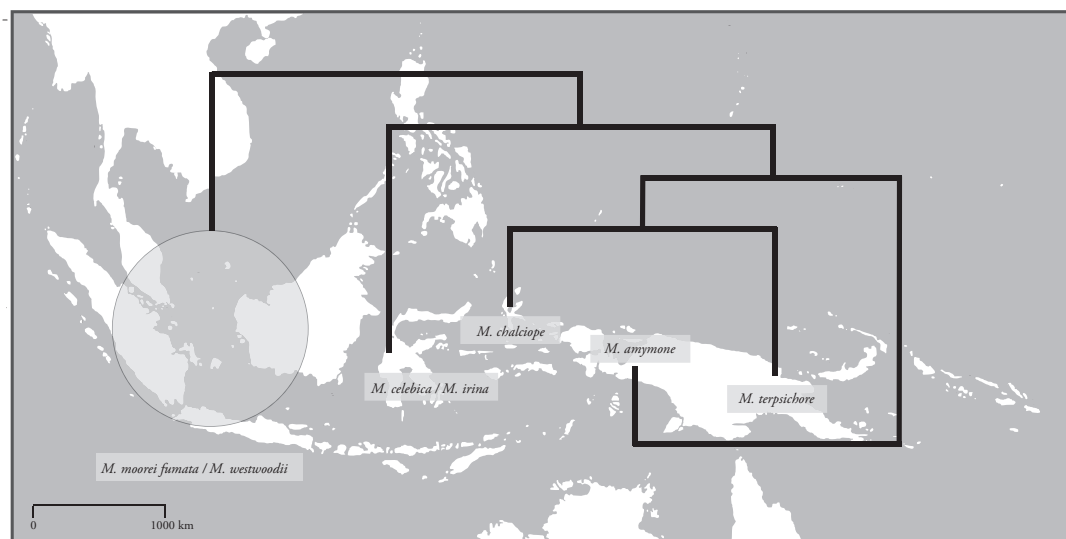 M. chalciope
M. amymone
M. celebica / M. irina
M. terpsichore
M. moorei fumata / M. westwoodii
0 1000 km